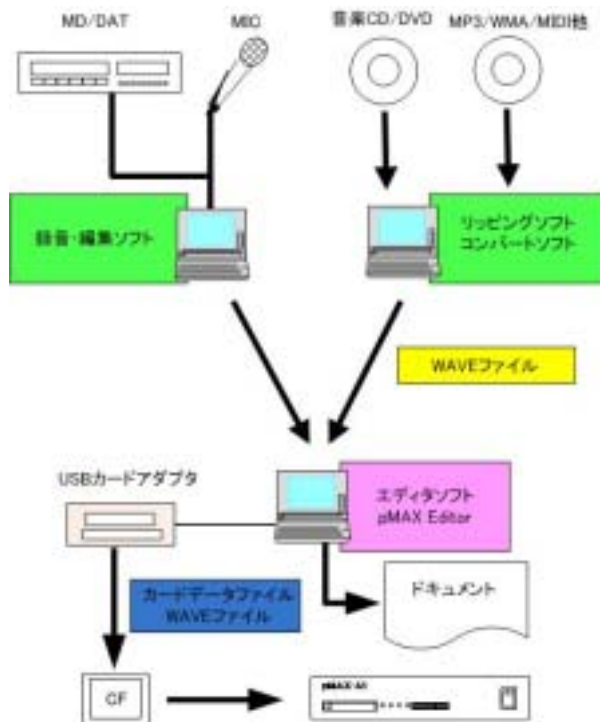 MD/DAT
MIC
音楽CD/DVD
MP3/WMA/MIDI他
録音・編集ソフト
リッピングソフト
コンバートソフト
WAVEファイル
USBカードアダプタ
エディタソフト
pMAX Editor
カードデータファイル
WAVEファイル
ドキュメント
CF